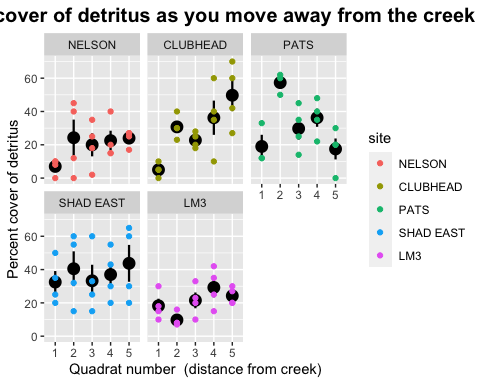 cover of detritus as you move away from the creek
NELSON CLUBHEAD PATS
60
40
20
0
1 2 3 4 5
SHAD EAST LM3
60
40
20
0
1 2 3 4 5 1 2 3 4 5
Percent cover of detritus
Quadrat number (distance from creek)
site
NELSON
CLUBHEAD
PATS
SHAD EAST
LM3